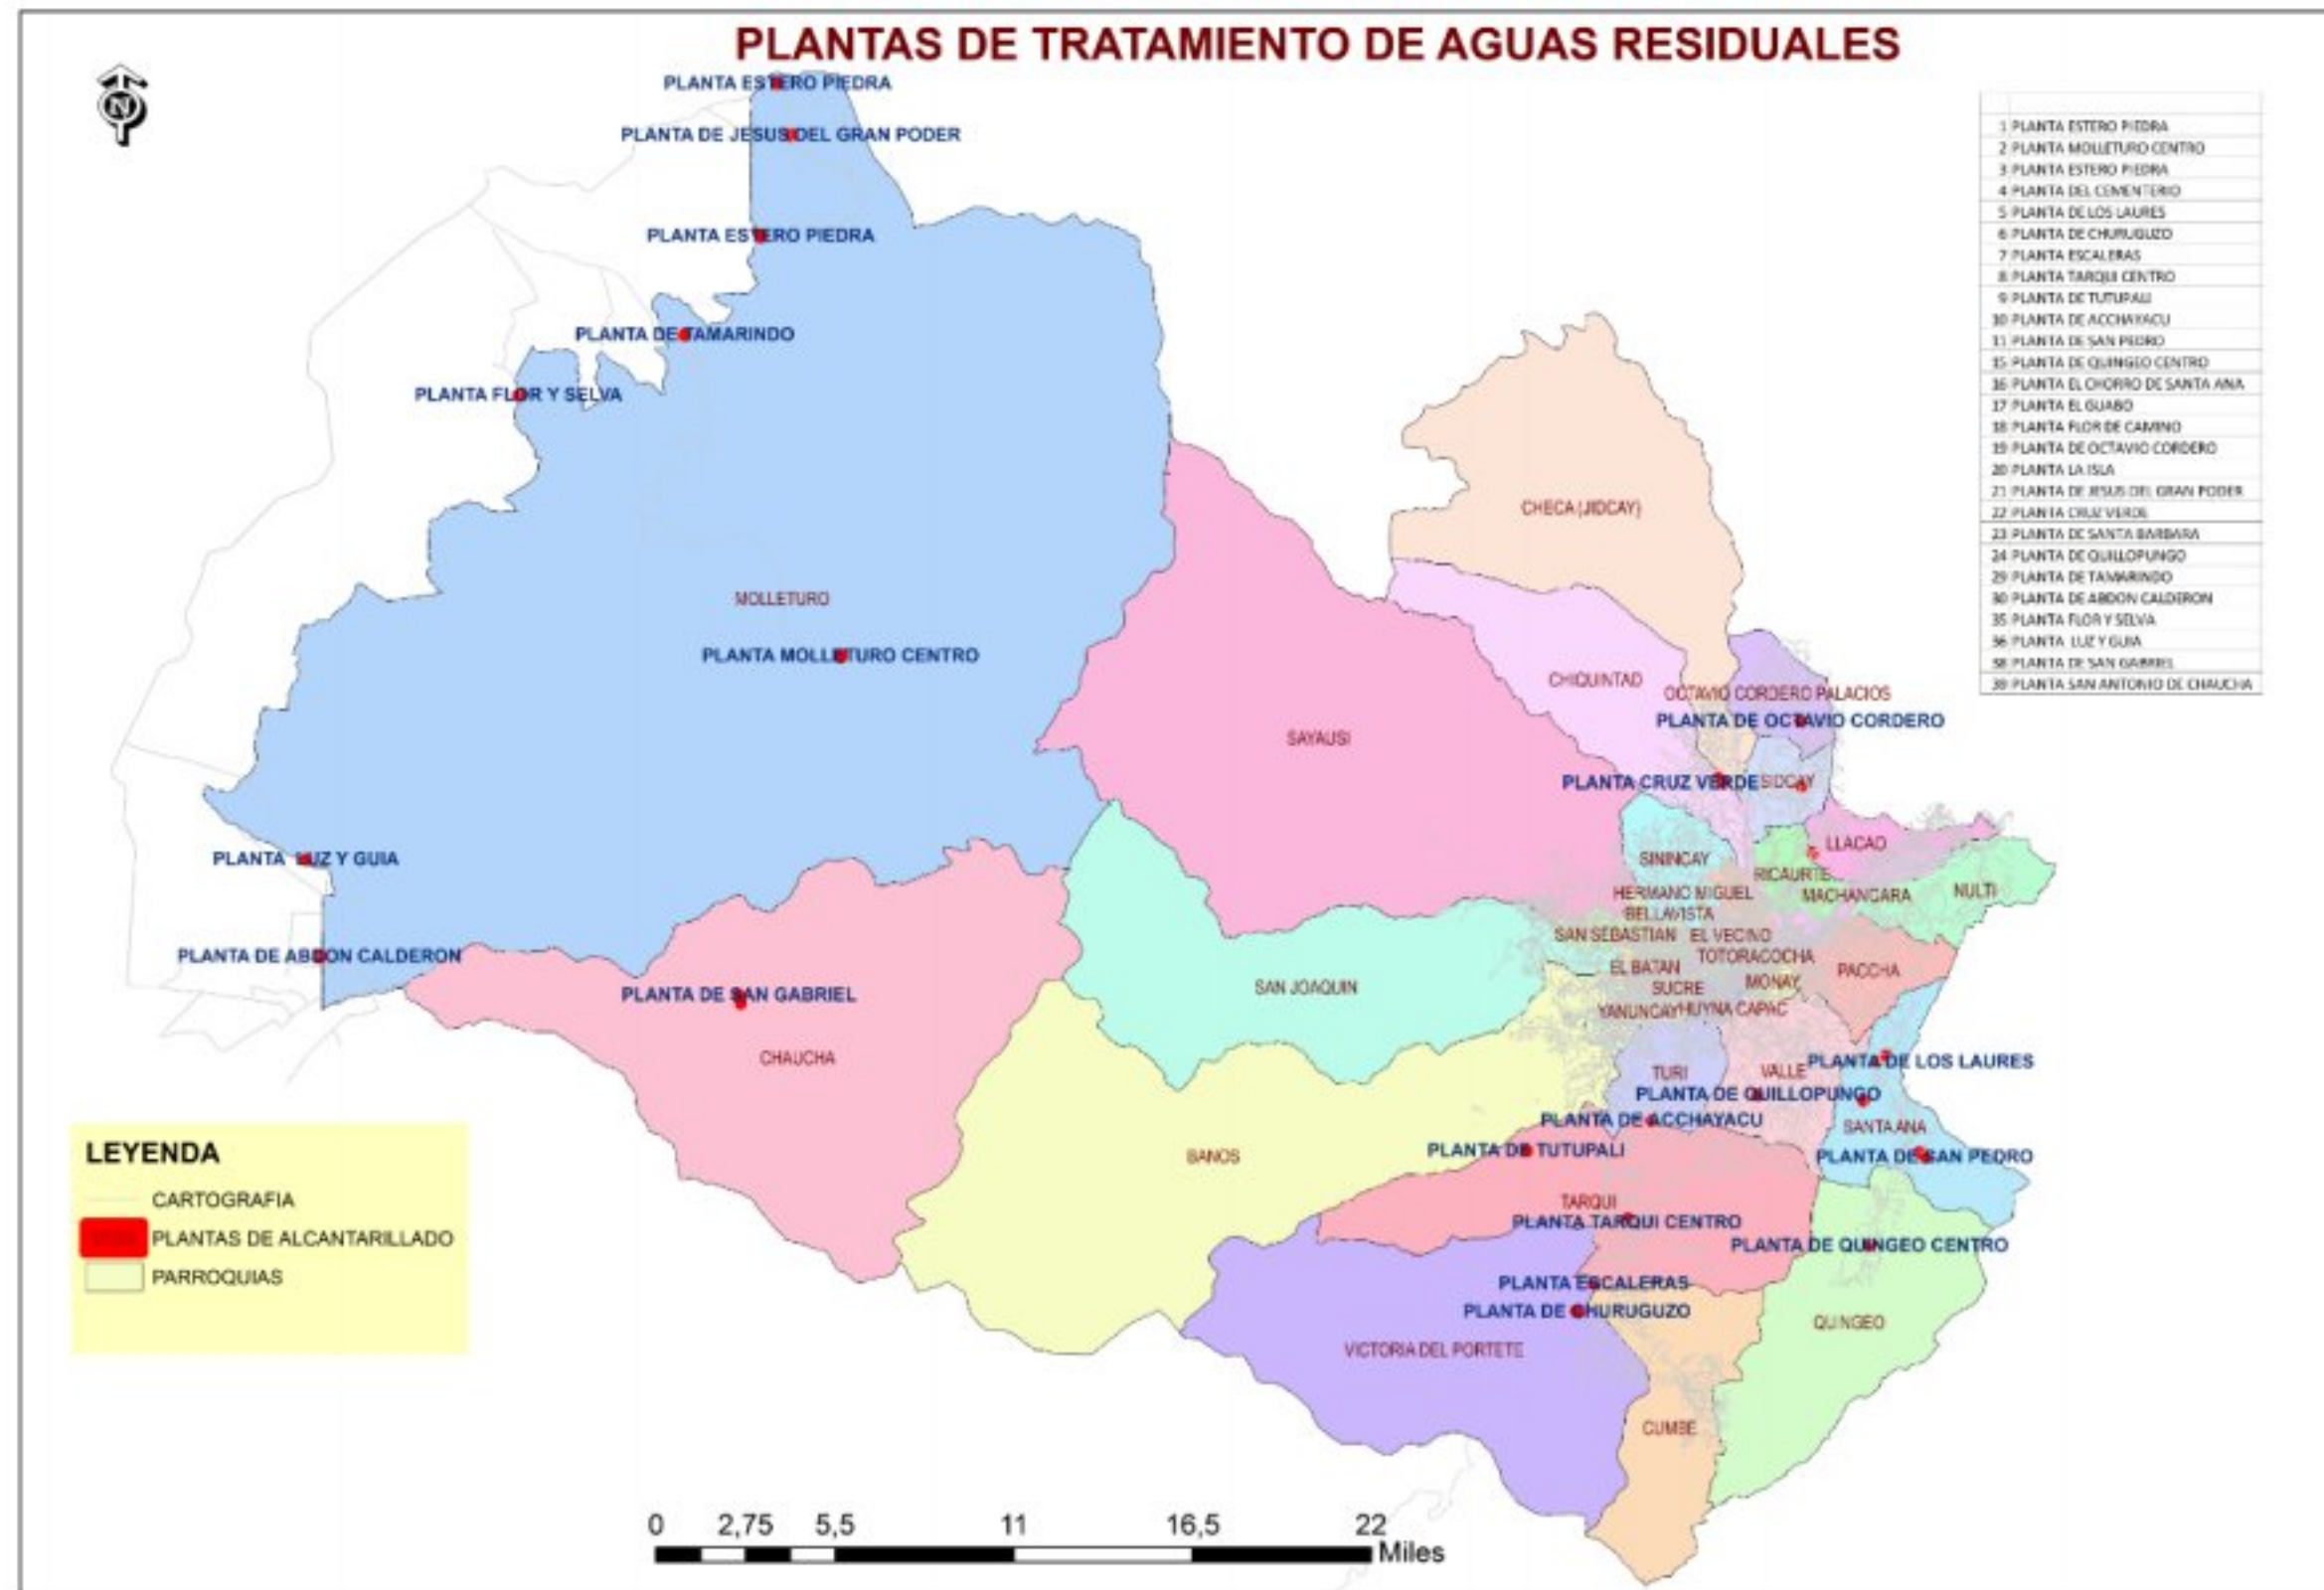 PLANTAS DE TRATAMIENTO DE AGUAS RESIDUALES
N
PLANTA ESTERO PIEDRA
PLANTA DE JESUS DEL GRAN PODER
PLANTA ESTERO PIEDRA
PLANTA DE TAMARINDO
PLANTA FLOR Y SELVA
MOLLETURO
PLANTA MOLLETURO CENTRO
PLANTA LUZ Y GUIA
PLANTA DE ABDON CALDERON
PLANTA DE SAN GABRIEL
CHAUCHA
SAYAUSI
SAN JOAQUIN
BANOS
CHECA (JIDCAY)
CHIQUINTAD
OCTAVIO CORDERO PALACIOS
PLANTA DE OCTAVIO CORDERO
PLANTA CRUZ VERDE
SIDCAY
LLACAO
SININCAY
RICAURTE
HERMANO MIGUEL
MACHANGARA
NULTI
BELLAVISTA
SAN SEBASTIAN
EL VECINO
TOTORACOCHA
EL BATAN
PACCHA
SUCRE
MONAY
YANUNCAY
HUYNA CAPAC
PLANTA DE LOS LAURES
TURI
VALLE
PLANTA DE QUILLOPUNGO
PLANTA DE ACCHAYACU
SANTA ANA
PLANTA DE TUTUPALI
PLANTA DE SAN PEDRO
TARQUI
PLANTA TARQUI CENTRO
PLANTA DE QUINGEO CENTRO
PLANTA ESCALERAS
PLANTA DE CHURUGUZO
QUINGEO
VICTORIA DEL PORTETE
CUMBE
1 PLANTA ESTERO PIEDRA
2 PLANTA MOLLETURO CENTRO
3 PLANTA ESTERO PIEDRA
4 PLANTA DEL CEMENTERIO
5 PLANTA DE LOS LAURES
6 PLANTA DE CHURUGUZO
7 PLANTA ESCALERAS
8 PLANTA TARQUI CENTRO
9 PLANTA DE TUTUPALI
10 PLANTA DE ACCHAYACU
11 PLANTA DE SAN PEDRO
15 PLANTA DE QUINGEO CENTRO
16 PLANTA EL CHORRO DE SANTA ANA
17 PLANTA EL GUABO
18 PLANTA FLOR DE CAMINO
19 PLANTA DE OCTAVIO CORDERO
20 PLANTA LA ISLA
21 PLANTA DE JESUS DEL GRAN PODER
22 PLANTA CRUZ VERDE
23 PLANTA DE SANTA BARBARA
24 PLANTA DE QUILLOPUNGO
29 PLANTA DE TAMARINDO
30 PLANTA DE ABDON CALDERON
35 PLANTA FLOR Y SELVA
36 PLANTA LUZ Y GUIA
38 PLANTA DE SAN GABRIEL
39 PLANTA SAN ANTONIO DE CHAUCHA
LEYENDA
CARTOGRAFIA
PLANTAS DE ALCANTARILLADO
PARROQUIAS
0 2,75 5,5 11 16,5 22
Miles